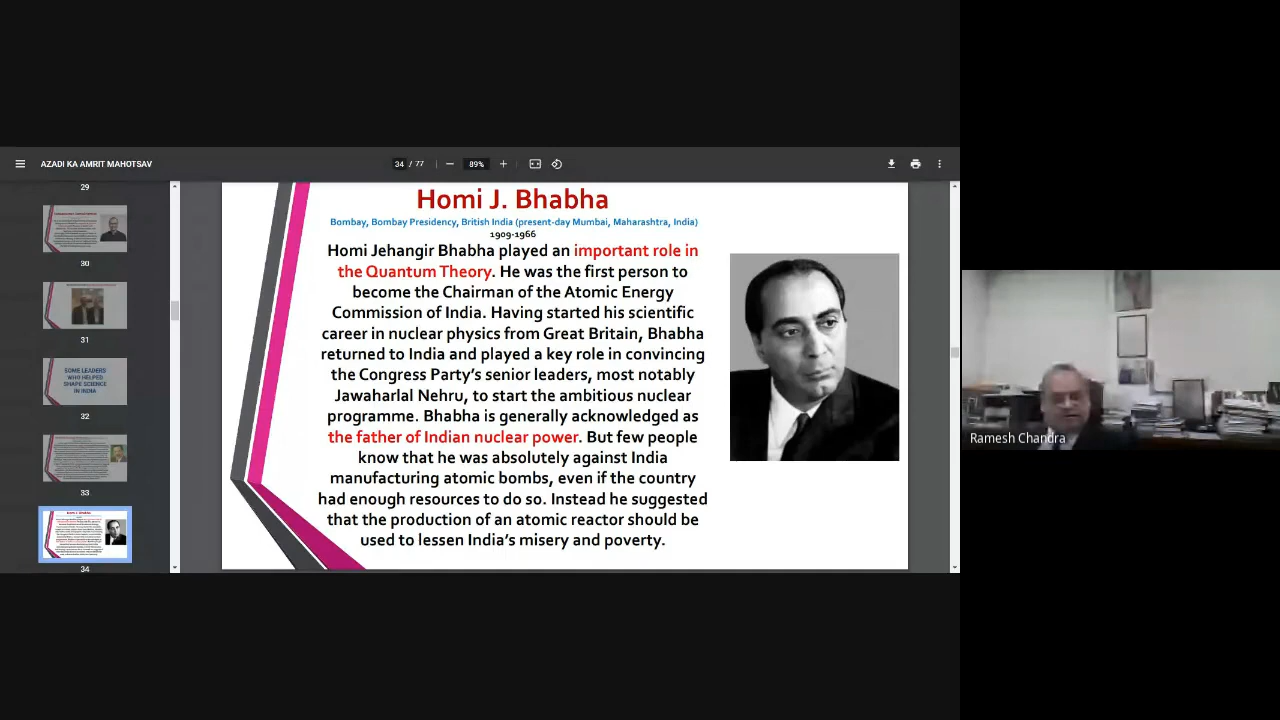 AZADI KA AMRIT MAHOTSAV
34 / 77
89%
29
30
31
SOME LEADERS
WHO HELPED
SHAPE SCIENCE
IN INDIA
32
33
Homi J. Bhabha
34
Homi J. Bhabha
Bombay, Bombay Presidency, British India (present-day Mumbai, Maharashtra, India)
1909-1966
Homi Jehangir Bhabha played an important role in
the Quantum Theory. He was the first person to
become the Chairman of the Atomic Energy
Commission of India. Having started his scientific
career in nuclear physics from Great Britain, Bhabha
returned to India and played a key role in convincing
the Congress Party's senior leaders, most notably
Jawaharlal Nehru, to start the ambitious nuclear
programme. Bhabha is generally acknowledged as
the father of Indian nuclear power. But few people
know that he was absolutely against India
manufacturing atomic bombs, even if the country
had enough resources to do so. Instead he suggested
that the production of an atomic reactor should be
used to lessen India's misery and poverty.
Ramesh Chandra